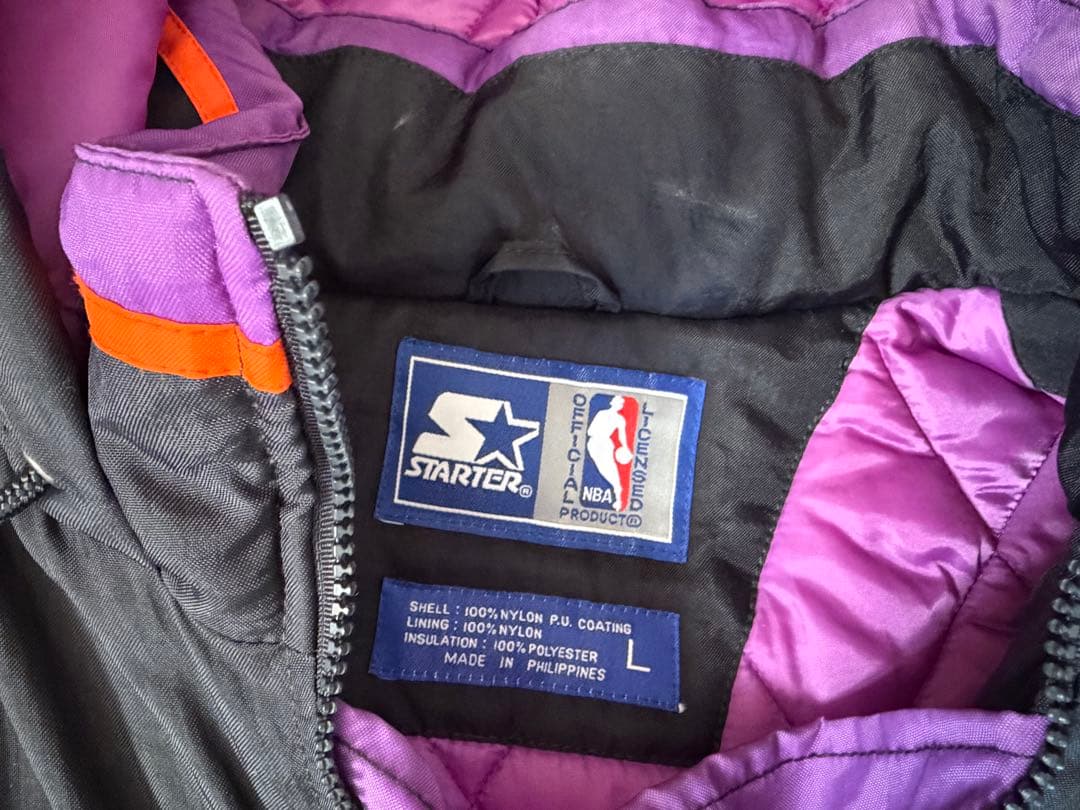 STARTER®
OFFICIAL
LICENSED
NBA
PRODUCT®
SHELL : 100% NYLON P.U. COATING
LINING : 100% NYLON
INSULATION : 100% POLYESTER
MADE IN PHILIPPINES
L